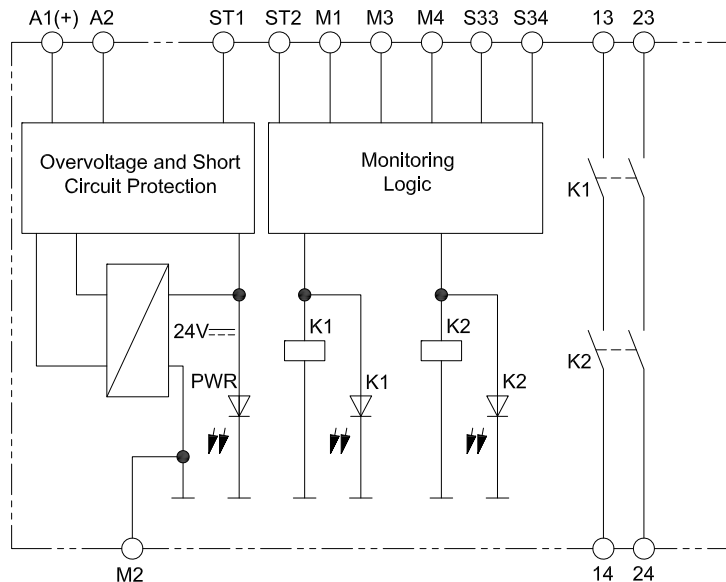 A1(+) A2 ST1 ST2 M1 M3 M4 S33 S34 13 23
Overvoltage and Short
Circuit Protection
Monitoring
Logic
K1
24V
K1
K2
K2
PWR
K1
K2
M2
14
24